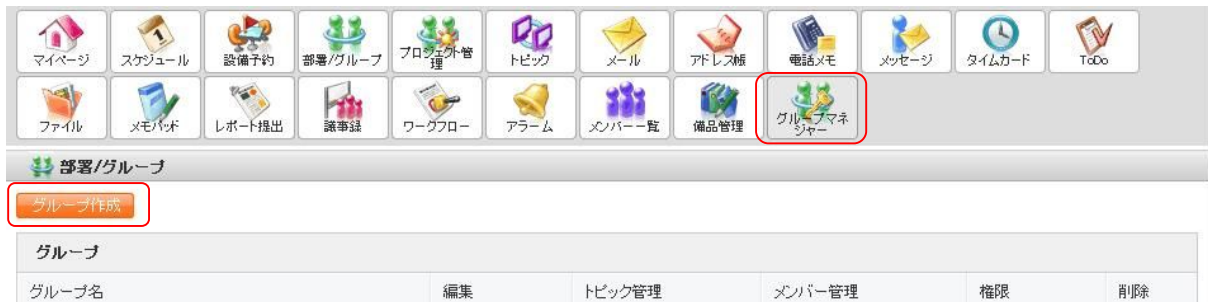 マイページ スケジュール 設備予約 部署/グループ プロジェクト管理 トピック メール アドレス帳 電話メモ メッセージ タイムカード ToDo
ファイル メモパッド レポート提出 議事録 ワークフロー アラーム メンバー一覧 備品管理 グループマネジャー
部署/グループ
グループ作成
グループ
グループ名 編集 トピック管理 メンバー管理 権限 削除